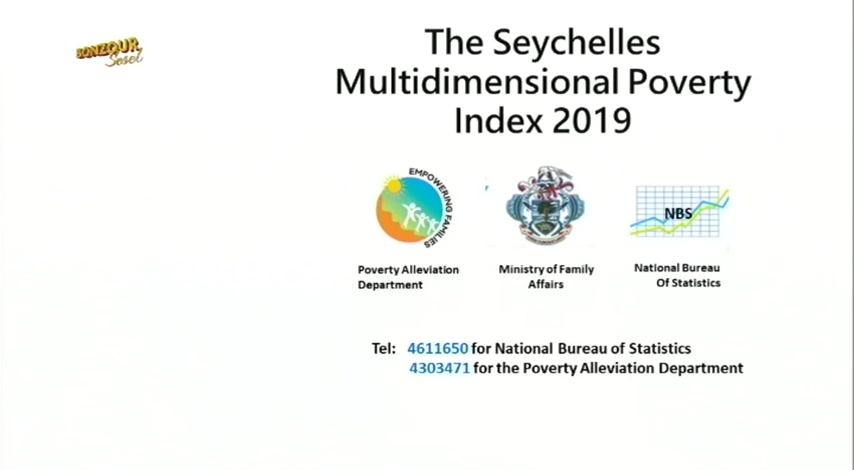 BONZOUR
Sesel
The Seychelles
Multidimensional Poverty
Index 2019
EMPOWERING FAMILIES
NBS
Poverty Alleviation
Department
Ministry of Family
Affairs
National Bureau
Of Statistics
Tel: 4611650 for National Bureau of Statistics
4303471 for the Poverty Alleviation Department